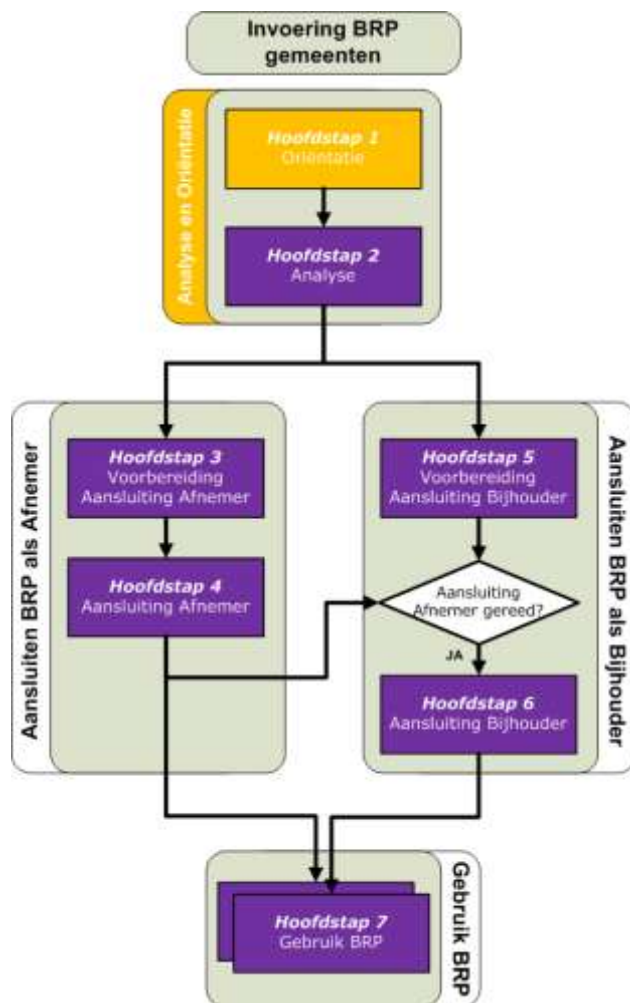 Invoering BRP
gemeenten
Analyse en Oriëntatie
Hoofdstap 1
Oriëntatie
Hoofdstap 2
Analyse
Aansluiten BRP als Afnemer
Hoofdstap 3
Voorbereiding
Aansluiting Afnemer
Hoofdstap 4
Aansluiting Afnemer
Aansluiten BRP als Bijhouder
Hoofdstap 5
Voorbereiding
Aansluiting Bijhouder
Aansluiting
Afnemer gereed?
JA
Hoofdstap 6
Aansluiting Bijhouder
Gebruik BRP
Hoofdstap 7
Gebruik BRP